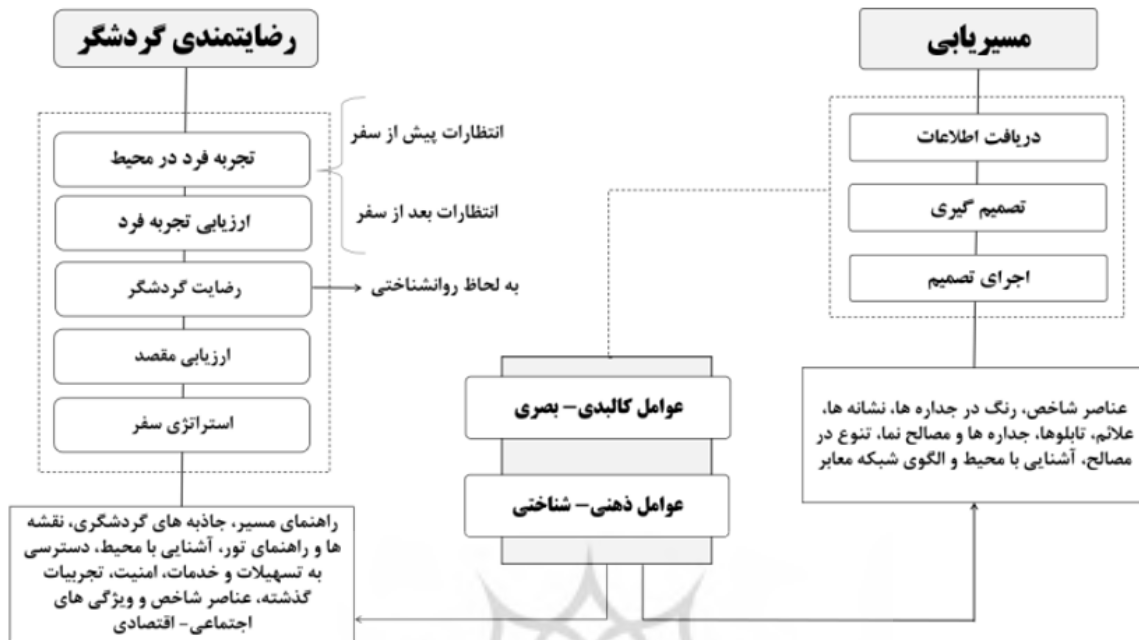 مسیریابی
دریافت اطلاعات
تصمیم گیری
اجرای تصمیم
عناصر شاخص، رنگ در جداره ها، نشانه ها،
علائم، تابلوها، جداره ها و مصالح نما، تنوع در
مصالح، آشنایی با محیط و الگوی شبکه معابر
عوامل کالبدی- بصری
عوامل ذهنی- شناختی
رضایتمندی گردشگر
تجربه فرد در محیط
ارزیابی تجربه فرد
رضایت گردشگر
ارزیابی مقصد
استراتژی سفر
انتظارات پیش از سفر
انتظارات بعد از سفر
به لحاظ روانشناختی
راهنمای مسیر، جاذبه های گردشگری، نقشه
ها و راهنمای تور، آشنایی با محیط، دسترسی
به تسهیلات و خدمات، امنیت، تجربیات
گذشته، عناصر شاخص و ویژگی های
اجتماعی- اقتصادی